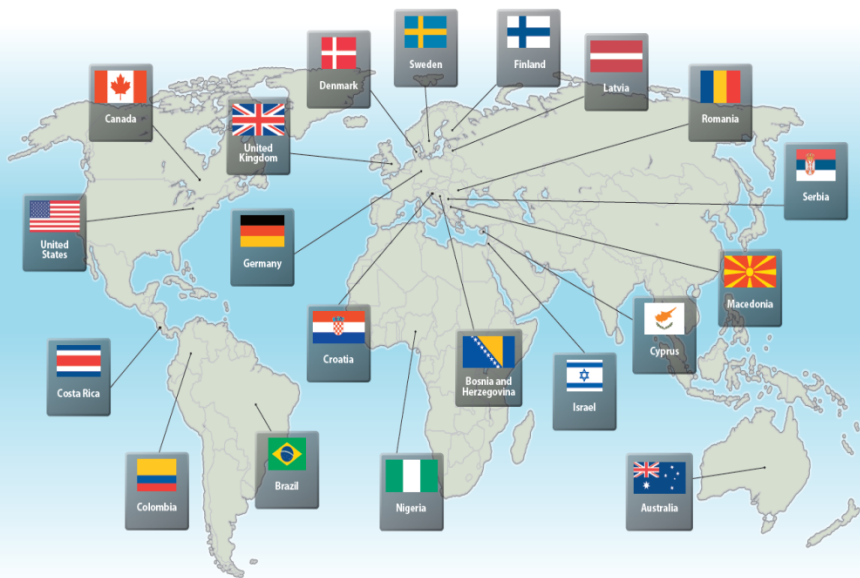 Sweden
Finland
Denmark
Latvia
Canada
Romania
United
Kingdom
Serbia
United
States
Germany
Macedonia
Croatia
Cyprus
Bosnia and
Herzegovina
Costa Rica
Israel
Colombia
Brazil
Nigeria
Australia